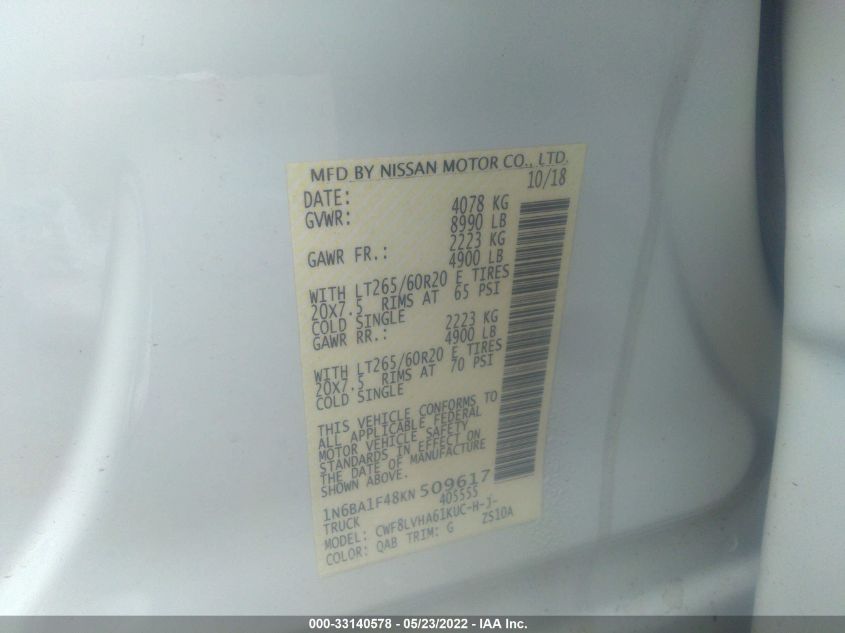 MFD BY NISSAN MOTOR CO., LTD.
DATE: 10/18
GVWR: 4078 KG
8990 LB
GAWR FR.: 2223 KG
4900 LB
WITH LT265/60R20 E TIRES
20X7.5 RIMS AT 65 PSI
COLD SINGLE
GAWR RR.: 2223 KG
4900 LB
WITH LT265/60R20 E TIRES
20X7.5 RIMS AT 70 PSI
COLD SINGLE
THIS VEHICLE CONFORMS TO
ALL APPLICABLE FEDERAL
MOTOR VEHICLE SAFETY
STANDARDS IN EFFECT ON
THE DATE OF MANUFACTURE
SHOWN ABOVE.
1N6BA1F48KN 509617
TRUCK 405555
MODEL: CWF8LVHA61KUC-H-J-
COLOR: QAB TRIM: G ZS10A
000-33140578 - 05/23/2022 - IAA Inc.